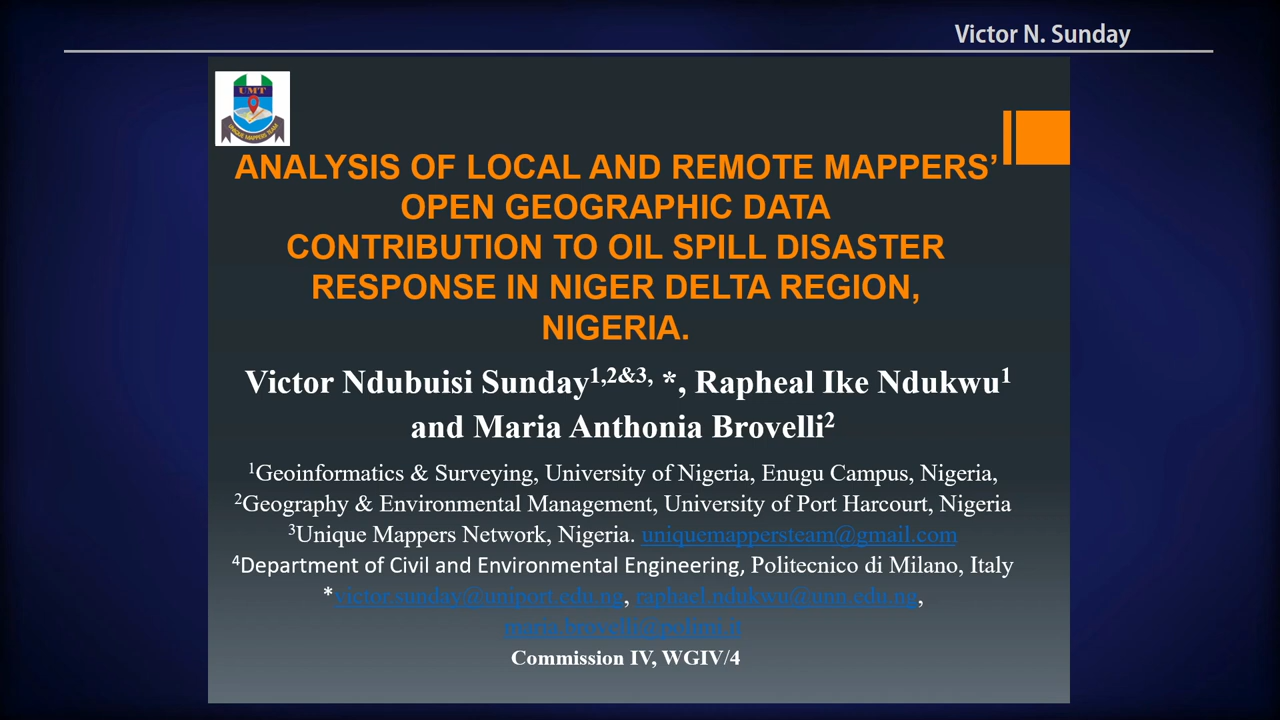 Victor N. Sunday
UMT
UNIQUE MAPPERS TEAM
ANALYSIS OF LOCAL AND REMOTE MAPPERS’
OPEN GEOGRAPHIC DATA
CONTRIBUTION TO OIL SPILL DISASTER
RESPONSE IN NIGER DELTA REGION,
NIGERIA.
Victor Ndubuisi Sunday1,2&3, *, Rapheal Ike Ndukwu1
and Maria Anthonia Brovelli2
1Geoinformatics & Surveying, University of Nigeria, Enugu Campus, Nigeria,
2Geography & Environmental Management, University of Port Harcourt, Nigeria
3Unique Mappers Network, Nigeria. uniquemappersteam@gmail.com
4Department of Civil and Environmental Engineering, Politecnico di Milano, Italy
*victor.sunday@uniport.edu.ng, raphael.ndukwu@unn.edu.ng,
maria.brovelli@polimi.it
Commission IV, WGIV/4